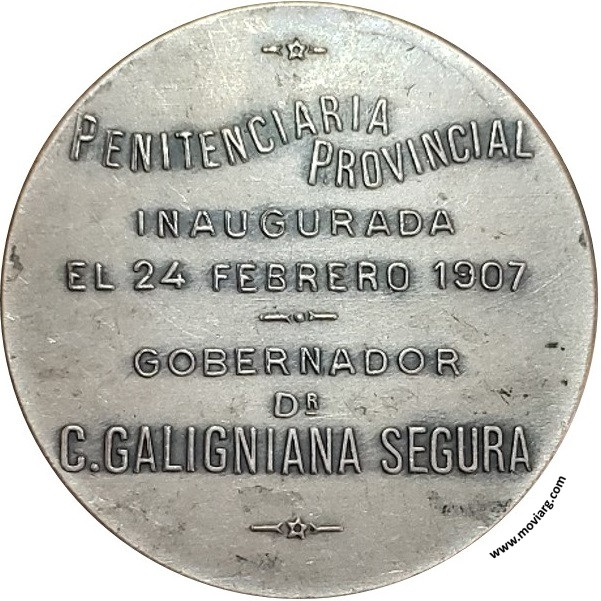 PENITENCIARIA
PROVINCIAL
INAUGURADA
EL 24 FEBRERO 1907
GOBERNADOR
DR
C. GALIGNIANA SEGURA
www.moviarg.com